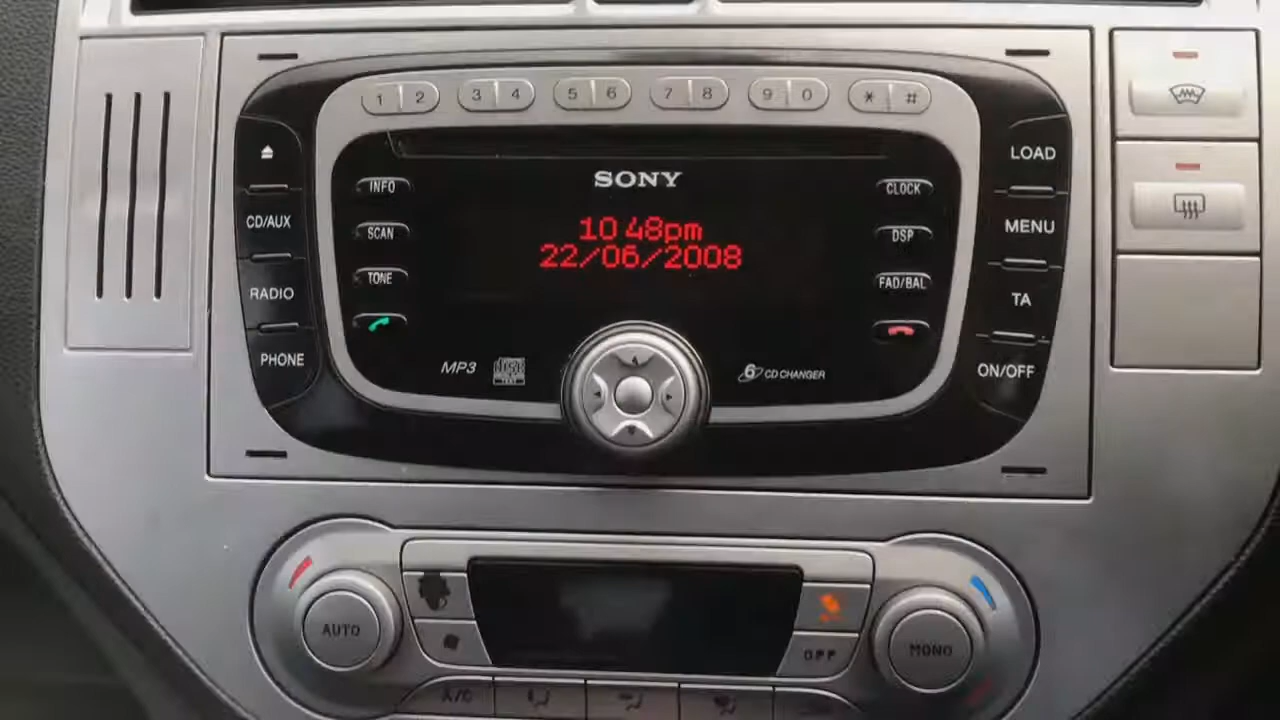 1 2 3 4 5 6 7 8 9 0 * #
LOAD
SONY
INFO
CLOCK
CD/AUX
MENU
SCAN
10 48pm
DSP
22/06/2008
TONE
FAD/BAL
RADIO
TA
PHONE
MP3
6 CD CHANGER
ON/OFF
AUTO
OFF
MONO
A/C